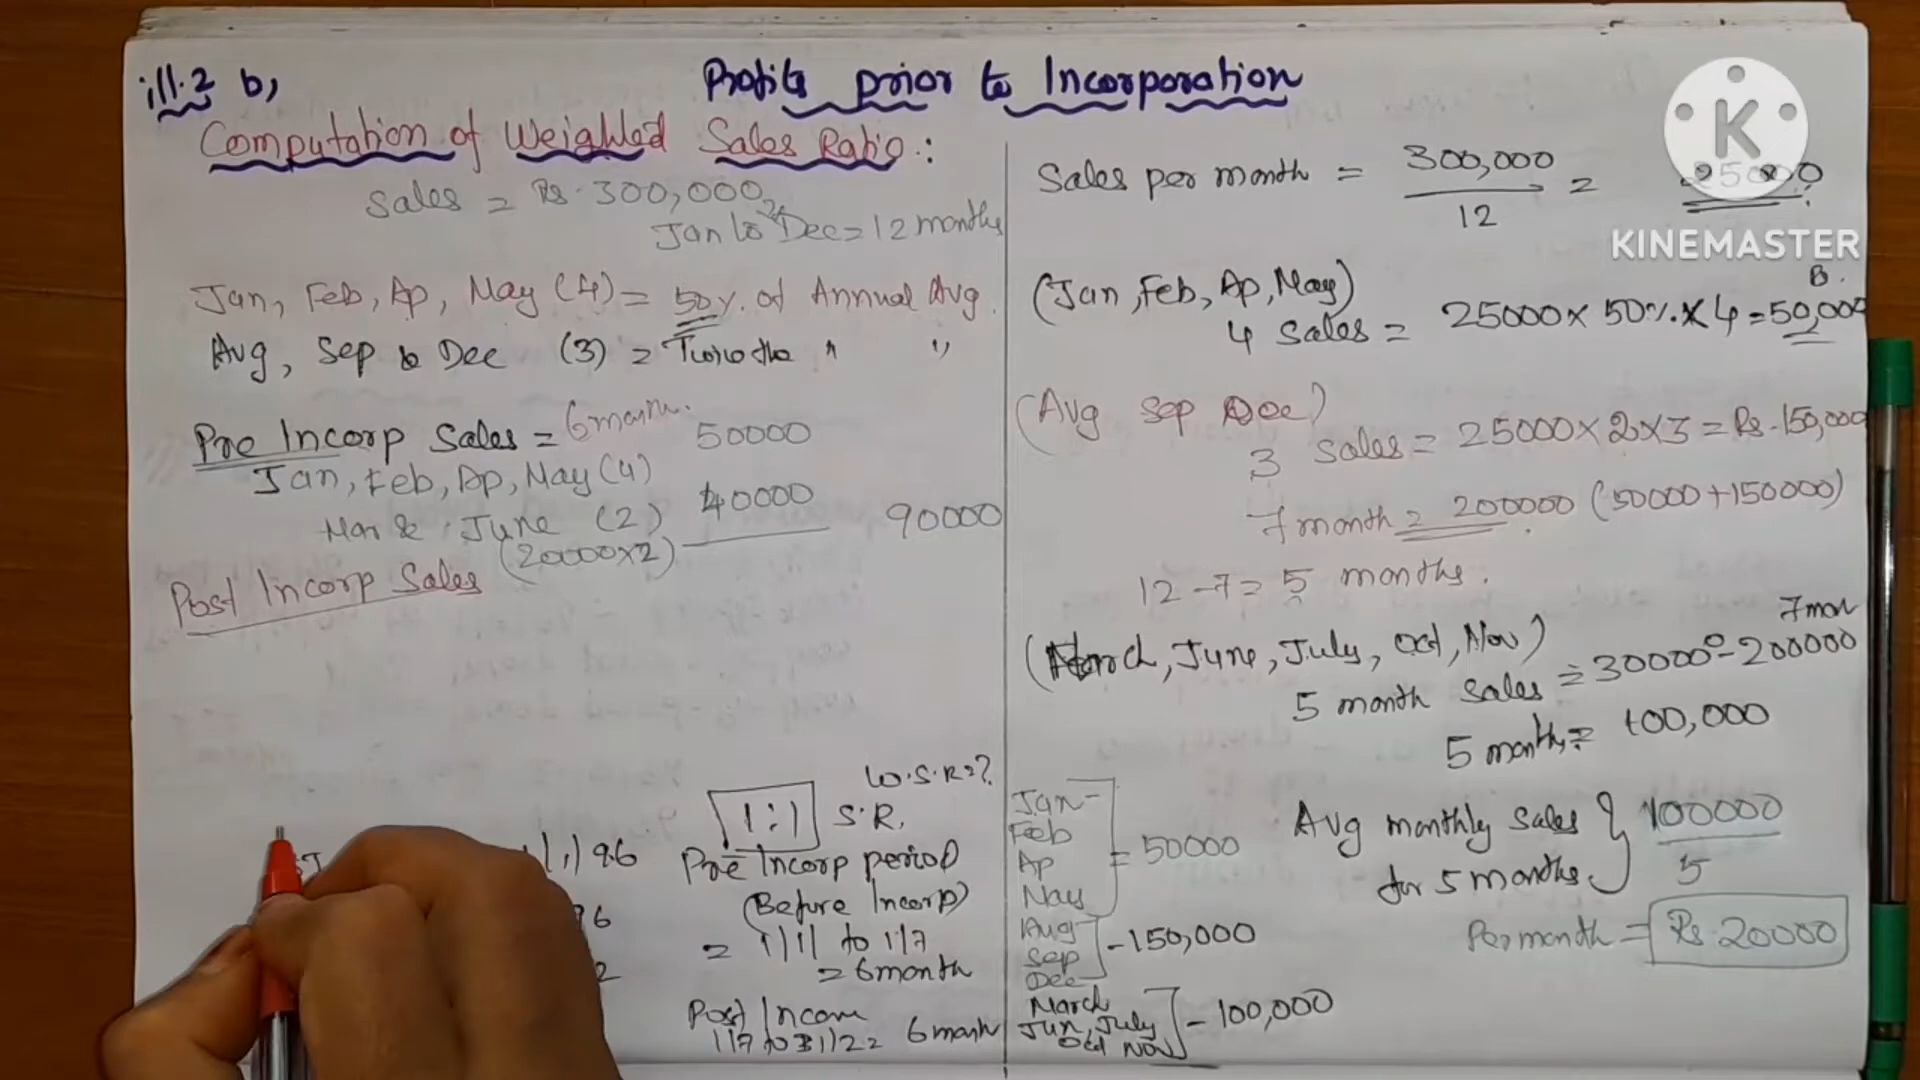 ill.2 b,
Profits prior to Incorporation
Computation of Weighted Sales Ratio :
Sales = Rs. 300,000
Jan to Dec = 12 months
Jan, Feb, Ap, May (4) = 50% of Annual Avg.
Aug, Sep & Dec (3) = Twice the " "
Pre Incorp Sales = 6 month.
Jan, Feb, Ap, May (4) 50000
Mar & June (2) 40000 90000
(20000x2)
Post Incorp Sales
W.S.R=?
1:1 S.R.
Pre Incorp period
(Before Incorp)
= 1/1 to 1/7
= 6 month
Post Incom
1/7 to 31/12 = 6 month
Sales per month = 300,000 / 12 = 25000
(Jan, Feb, Ap, May)
4 Sales = 25000 x 50% x 4 = 50,000
(Aug Sep Dec)
3 Sales = 25000 x 2 x 3 = Rs. 150,000
7 month = 200000 (50000+150000)
12 - 7 = 5 months.
(March, June, July, Oct, Nov)
7 mon
5 month Sales = 300000 - 200000
5 month = 100,000
Jan
Feb
Ap
May
= 50000
Aug
Sep
Dec
- 150,000
March
Jun, July
Oct Nov
- 100,000
Avg monthly Sales
for 5 months
100000
5
Per month = Rs. 20000
K
KINEMASTER